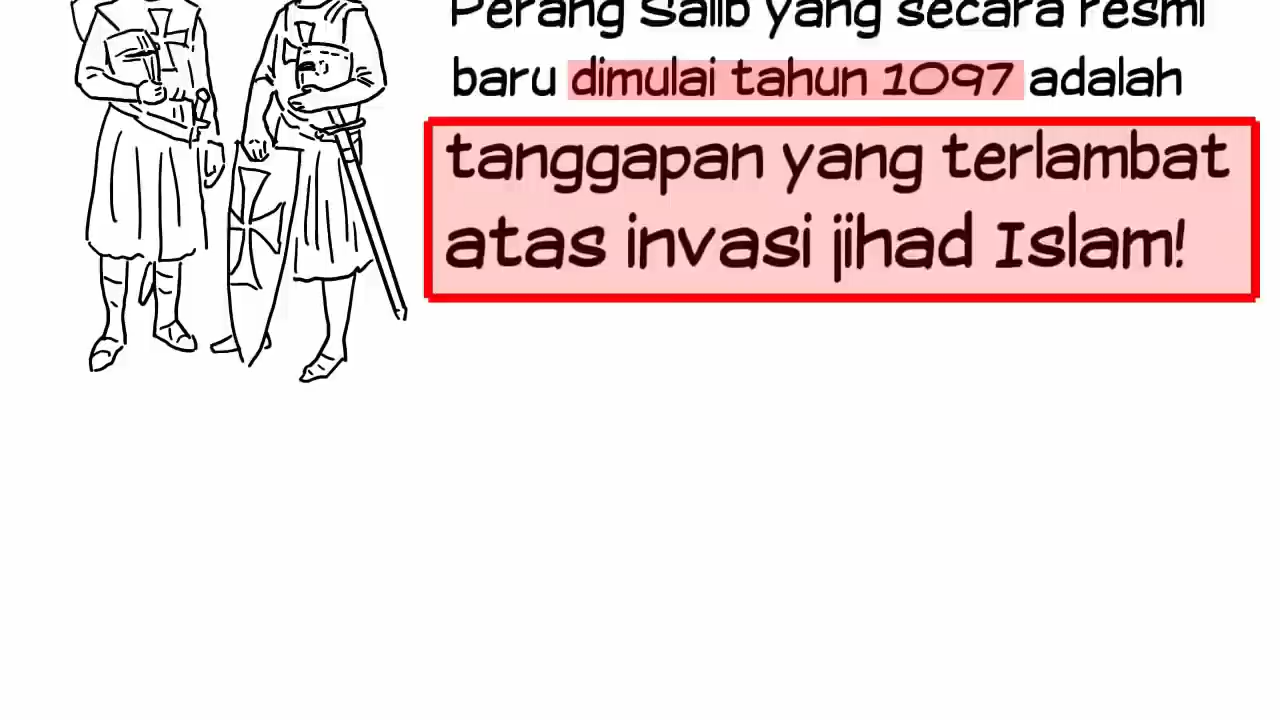 Perang Salib yang secara resmi
baru dimulai tahun 1097 adalah
tanggapan yang terlambat
atas invasi jihad Islam!